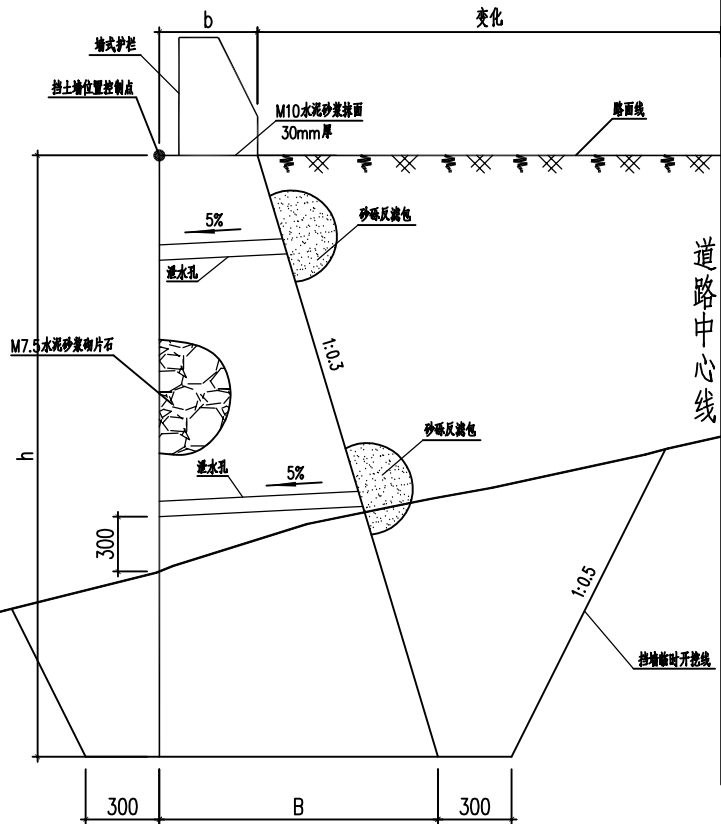 b
变化
墙式护栏
挡土墙位置控制点
M10水泥砂浆抹面
30mm厚
路面线
5%
砂砾反滤包
泄水孔
道路中心线
M7.5水泥砂浆砌片石
1:0.3
h
砂砾反滤包
泄水孔
5%
300
1:0.5
挡墙临时开挖线
300
B
300